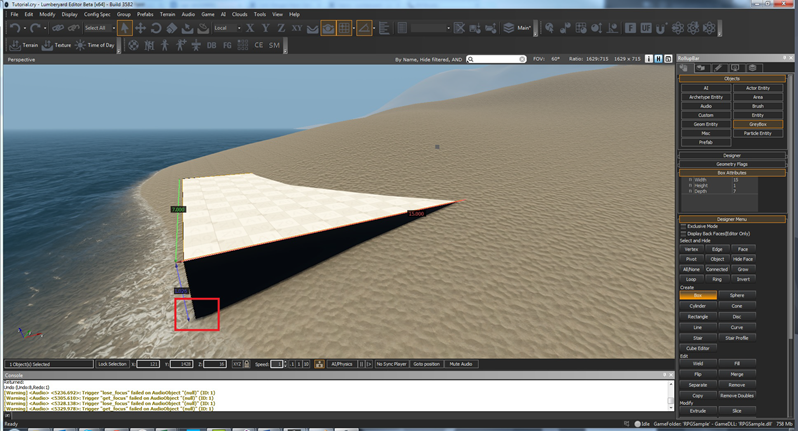 Tutorial.cry - Lumberyard Editor Beta [x64] - Build 3582
File Edit Modify Display Config Spec Group Prefabs Terrain Audio Game AI Clouds Tools View Help
Select All Local X Y Z XY Main*
Terrain Texture Time of Day DB FG CE SM
Perspective By Name, Hide filtered, AND FOV: 60° Ratio: 1629:715 1629 x 715
RollupBar
Objects
AI Actor Entity
Archetype Entity Area
Audio Brush
Custom Entity
Geom Entity GreyBox
Misc Particle Entity
Prefab
Designer
Geometry Flags
Box Attributes
Width 15
Height 1
Depth 7
7.000
15.000
Designer Menu
Exclusive Mode
Display Back Faces(Editor Only)
Select and Hide
Vertex Edge Face
Pivot Object Hide Face
All/None Connected Grow
Loop Ring Invert
Create
Box Sphere
Cylinder Cone
Rectangle Disc
Line Curve
Stair Stair Profile
Cube Editor
Edit
Weld Fill
Flip Merge
Separate Remove
Copy Remove Doubles
Modify
Extrude Slice
1 Object(s) Selected Lock Selection X: 131 Y: 1428 Z: XYZ Speed: 1 .1 1 10 AI/Physics No Sync Player Goto position Mute Audio
Console
Returned:
Undo (Undo:8,Redo:1)
[Warning] <Audio> <5236.692>: Trigger "lose_focus" failed on AudioObject "(null)" (ID: 1)
[Warning] <Audio> <5305.610>: Trigger "get_focus" failed on AudioObject "(null)" (ID: 1)
[Warning] <Audio> <5328.138>: Trigger "lose_focus" failed on AudioObject "(null)" (ID: 1)
[Warning] <Audio> <5329.978>: Trigger "get_focus" failed on AudioObject "(null)" (ID: 1)
Ready Idle GameFolder: 'RPGSample' - GameDLL: 'RPGSample.dll' 758 Mb